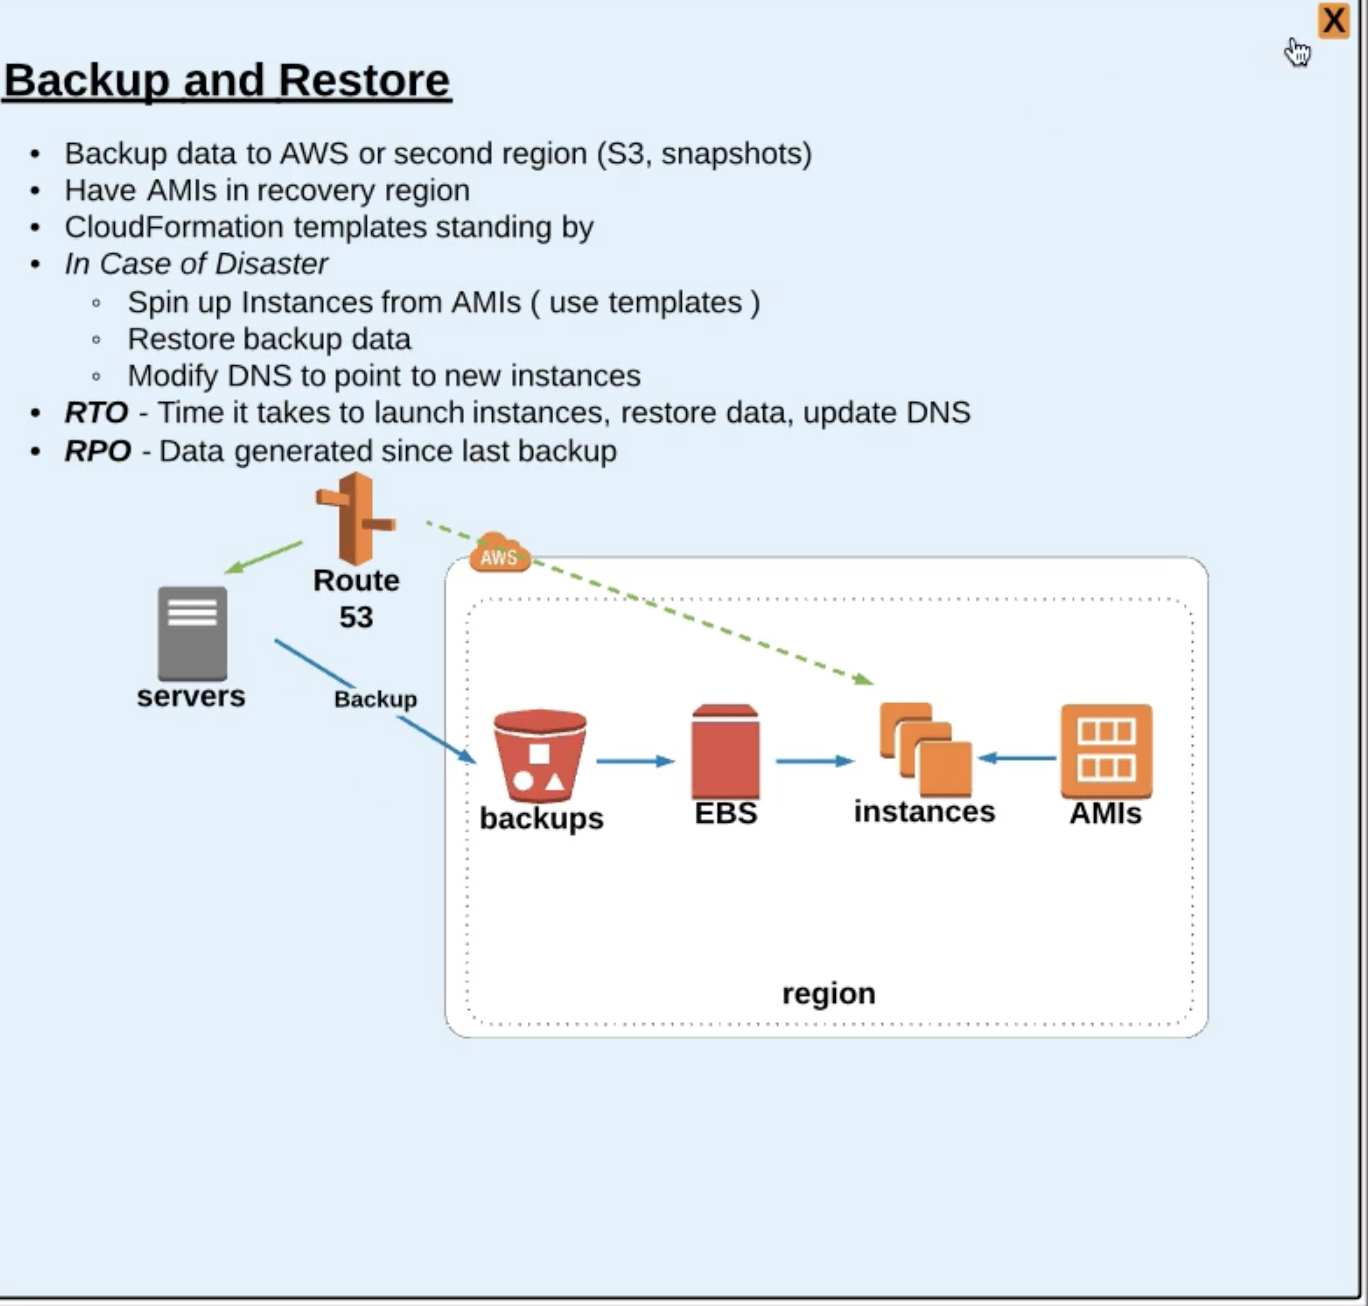 X
Backup and Restore
• Backup data to AWS or second region (S3, snapshots)
• Have AMIs in recovery region
• CloudFormation templates standing by
• In Case of Disaster
◦ Spin up Instances from AMIs ( use templates )
◦ Restore backup data
◦ Modify DNS to point to new instances
• RTO - Time it takes to launch instances, restore data, update DNS
• RPO - Data generated since last backup
AWS
Route
53
servers
Backup
backups
EBS
instances
AMIs
region